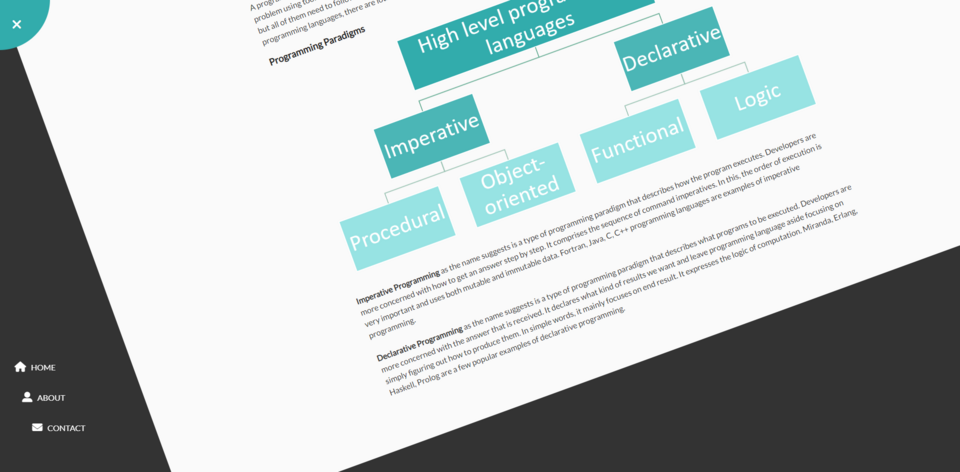 A progr
problem using too
but all of them need to follo
programming languages, there are lo
Programming Paradigms
High level progra
languages
Imperative
Declarative
Procedural
Object-
oriented
Functional
Logic
Imperative Programming as the name suggests is a type of programming paradigm that describes how the program executes. Developers are
more concerned with how to get an answer step by step. It comprises the sequence of command imperatives. In this, the order of execution is
very important and uses both mutable and immutable data. Fortran, Java, C, C++ programming languages are examples of imperative
programming.
Declarative Programming as the name suggests is a type of programming paradigm that describes what programs to be executed. Developers are
more concerned with the answer that is received. It declares what kind of results we want and leave programming language aside focusing on
simply figuring out how to produce them. In simple words, it mainly focuses on end result. It expresses the logic of computation. Miranda, Erlang,
Haskell, Prolog are a few popular examples of declarative programming.
HOME
ABOUT
CONTACT